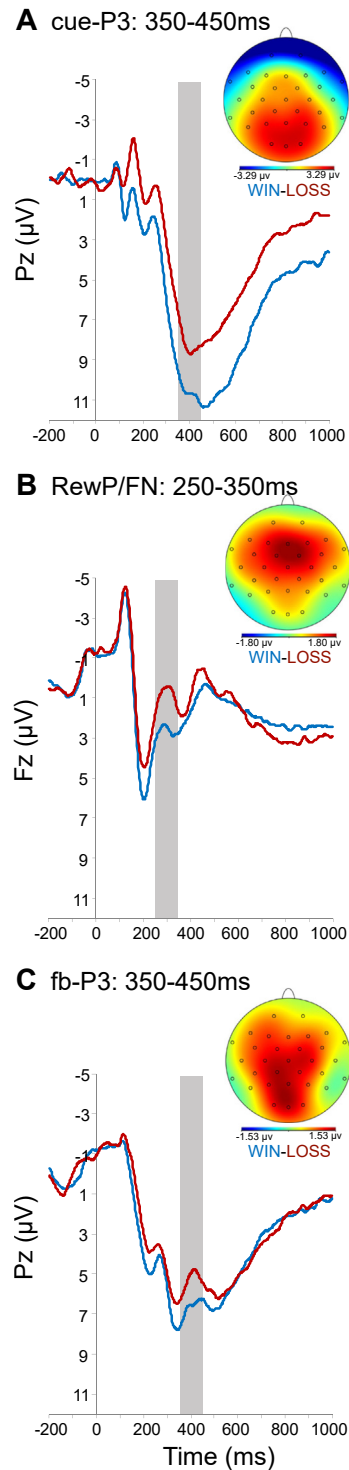 A cue-P3: 350-450ms
-5
-3
-1
1
3
5
7
9
11
Pz (μV)
-200 0 200 400 600 800 1000
-3.29 μv 3.29 μv
WIN-LOSS
B RewP/FN: 250-350ms
-5
-3
-1
1
3
5
7
9
11
Fz (μV)
-200 0 200 400 600 800 1000
-1.80 μv 1.80 μv
WIN-LOSS
C fb-P3: 350-450ms
-5
-3
-1
1
3
5
7
9
11
Pz (μV)
-200 0 200 400 600 800 1000
-1.53 μv 1.53 μv
WIN-LOSS
Time (ms)